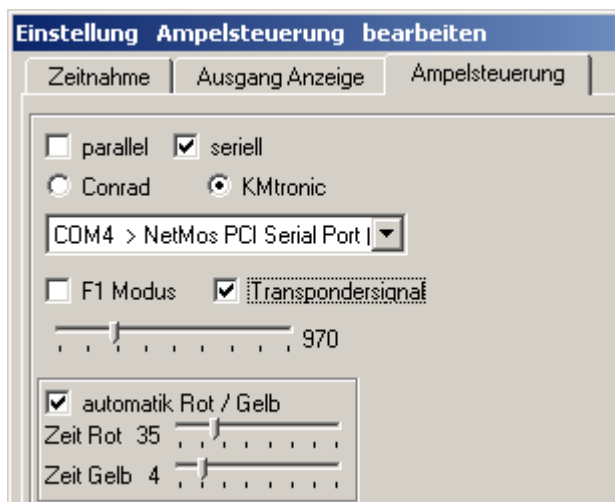 Einstellung Ampelsteuerung bearbeiten
Zeitnahme Ausgang Anzeige Ampelsteuerung
parallel seriell
Conrad KMtronic
COM4 > NetMos PCI Serial Port (
F1 Modus Transpondersignal
970
automatik Rot / Gelb
Zeit Rot 35
Zeit Gelb 4